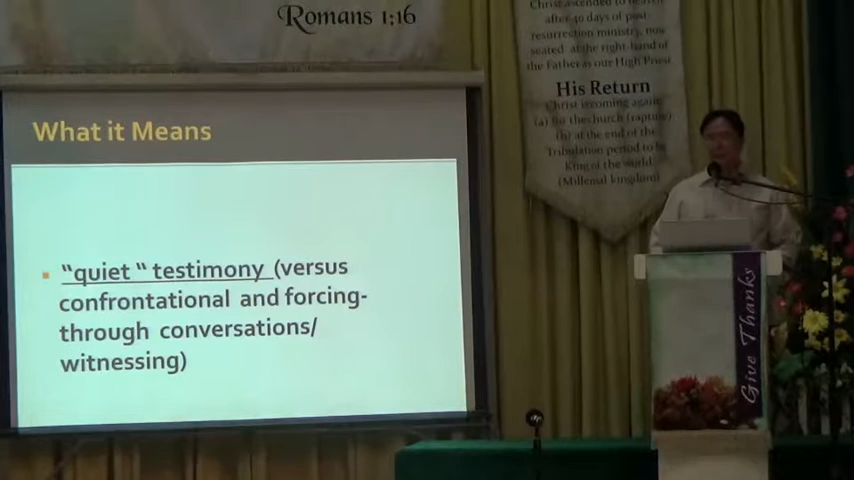 Romans 1:16
What it Means
"quiet " testimony (versus
confrontational, and forcing-
through conversations/
witnessing)
Christ ascended to heaven
after 40 days of post-
resurrection ministry, now
seated at the right hand of
the Father as our High Priest
His Return
Christ is coming again
(a) for the church (rapture)
(b) at the end of the
Tribulation period to reign
as King of the world
(Millenial kingdom)
Give Thanks